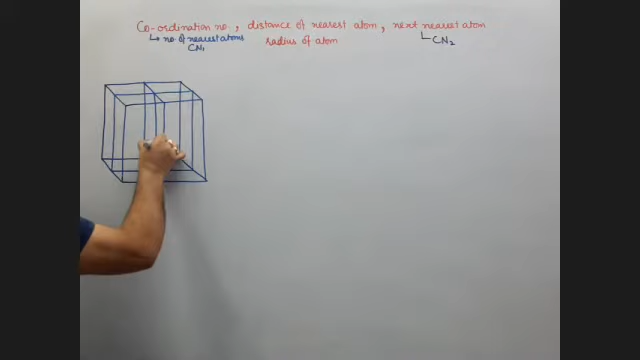 Co-ordination no., distance of nearest atom, next nearest atom
↳ no. of nearest atoms radius of atom ↳ CN₂
CN₁